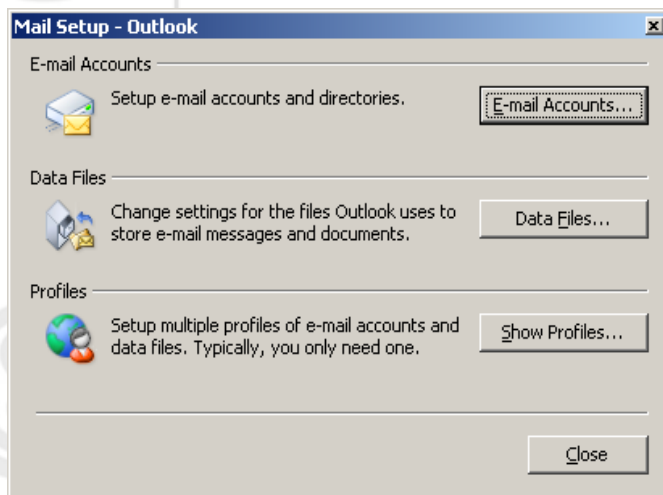 Mail Setup - Outlook
E-mail Accounts
Setup e-mail accounts and directories.
E-mail Accounts...
Data Files
Change settings for the files Outlook uses to
store e-mail messages and documents.
Data Files...
Profiles
Setup multiple profiles of e-mail accounts and
data files. Typically, you only need one.
Show Profiles...
Close